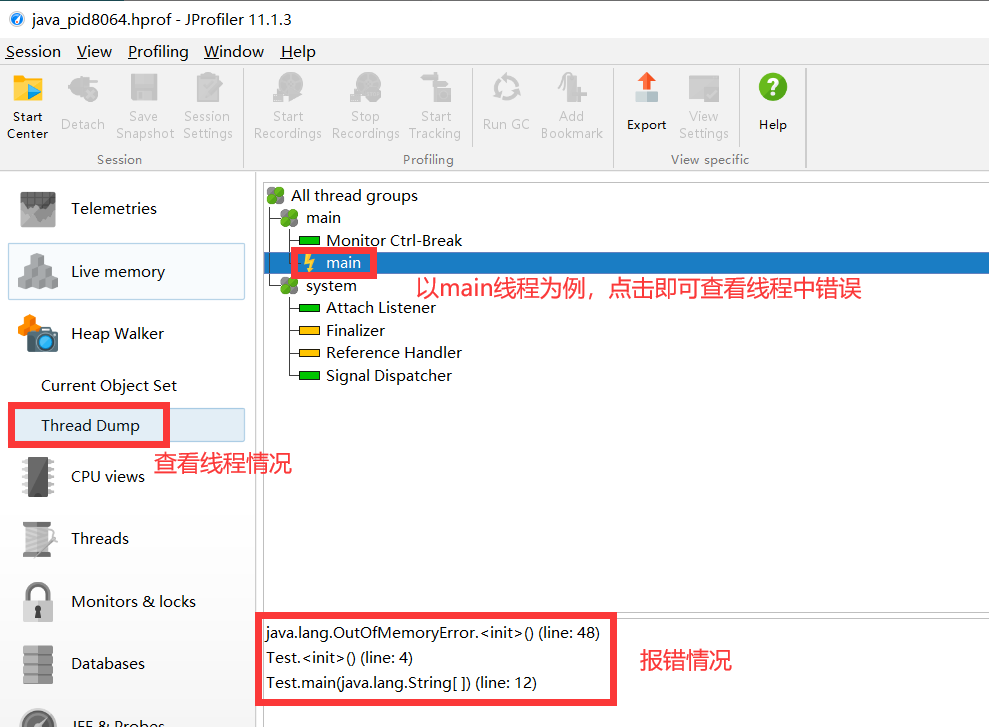 java_pid8064.hprof - JProfiler 11.1.3
Session View Profiling Window Help
Start Center
Detach
Save Snapshot
Session Settings
Start Recordings
Stop Recordings
Start Tracking
Run GC
Add Bookmark
Export
View Settings
Help
Session
Profiling
View specific
Telemetries
Live memory
Heap Walker
Current Object Set
Thread Dump
查看线程情况
CPU views
Threads
Monitors & locks
Databases
JEE & Probes
All thread groups
main
Monitor Ctrl-Break
main
以main线程为例，点击即可查看线程中错误
system
Attach Listener
Finalizer
Reference Handler
Signal Dispatcher
java.lang.OutOfMemoryError.<init>() (line: 48)
Test.<init>() (line: 4)
Test.main(java.lang.String[ ]) (line: 12)
报错情况